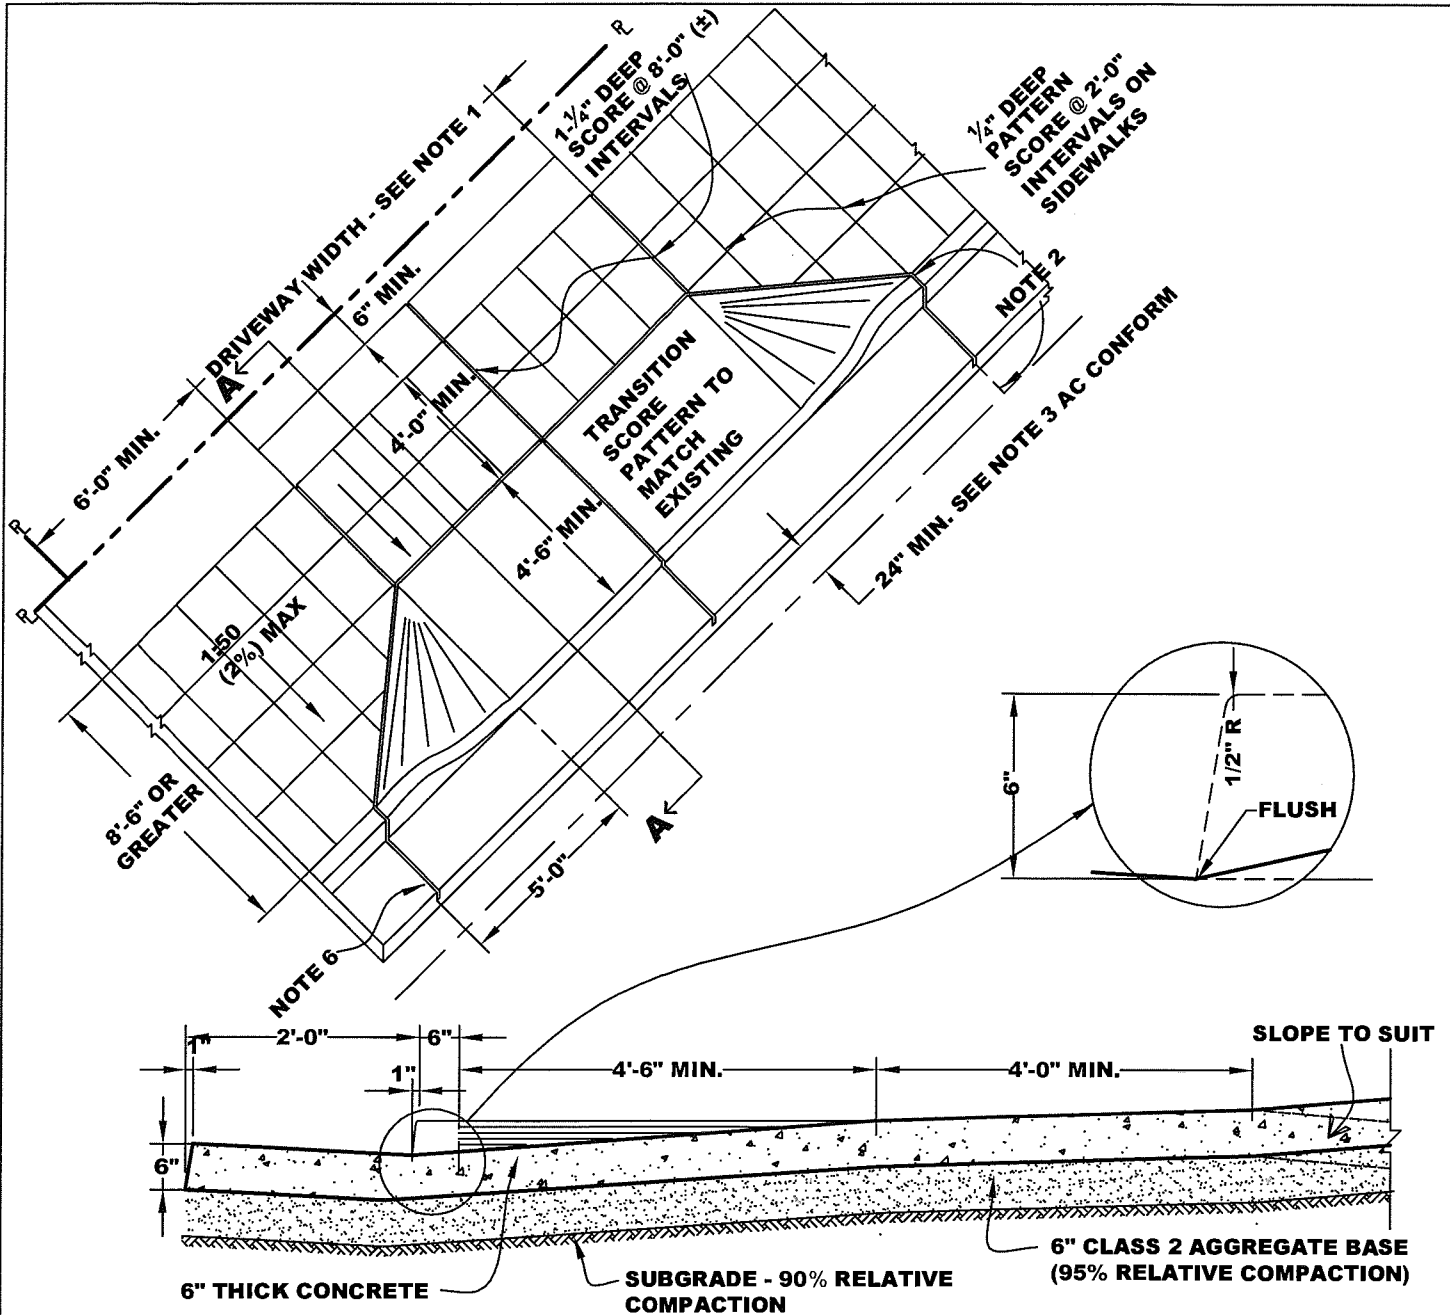 PL
1-1/4" DEEP
SCORE @ 8'-0" (±)
INTERVALS
1/4" DEEP
PATTERN
SCORE @ 2'-0"
INTERVALS ON
SIDEWALKS
DRIVEWAY WIDTH - SEE NOTE 1
6" MIN.
A
NOTE 2
6'-0" MIN.
4'-0" MIN.
TRANSITION
SCORE
PATTERN TO
MATCH
EXISTING
24" MIN. SEE NOTE 3 AC CONFORM
PL
4'-6" MIN.
PL
1-50
(2%) MAX
8'-6" OR
GREATER
A
5'-0"
NOTE 6
6"
1/2" R
FLUSH
1"
2'-0"
6"
1"
4'-6" MIN.
4'-0" MIN.
SLOPE TO SUIT
6"
6" THICK CONCRETE
SUBGRADE - 90% RELATIVE
COMPACTION
6" CLASS 2 AGGREGATE BASE
(95% RELATIVE COMPACTION)